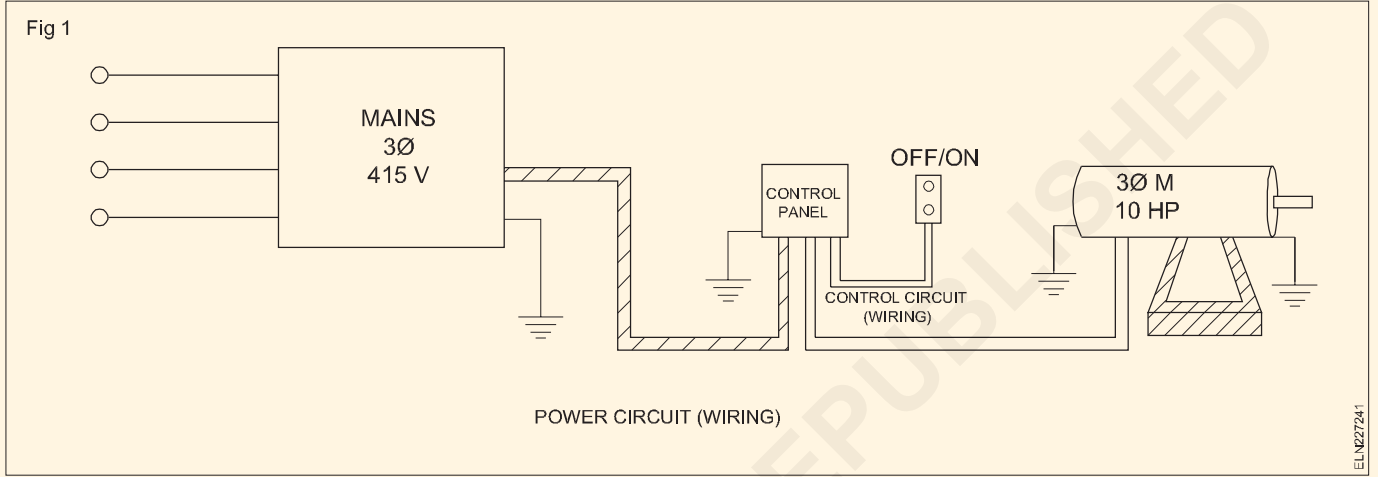 Fig 1
MAINS
3Ø
415 V
CONTROL
PANEL
OFF/ON
3Ø M
10 HP
CONTROL CIRCUIT
(WIRING)
POWER CIRCUIT (WIRING)
ELN227241
EPUBLISHED